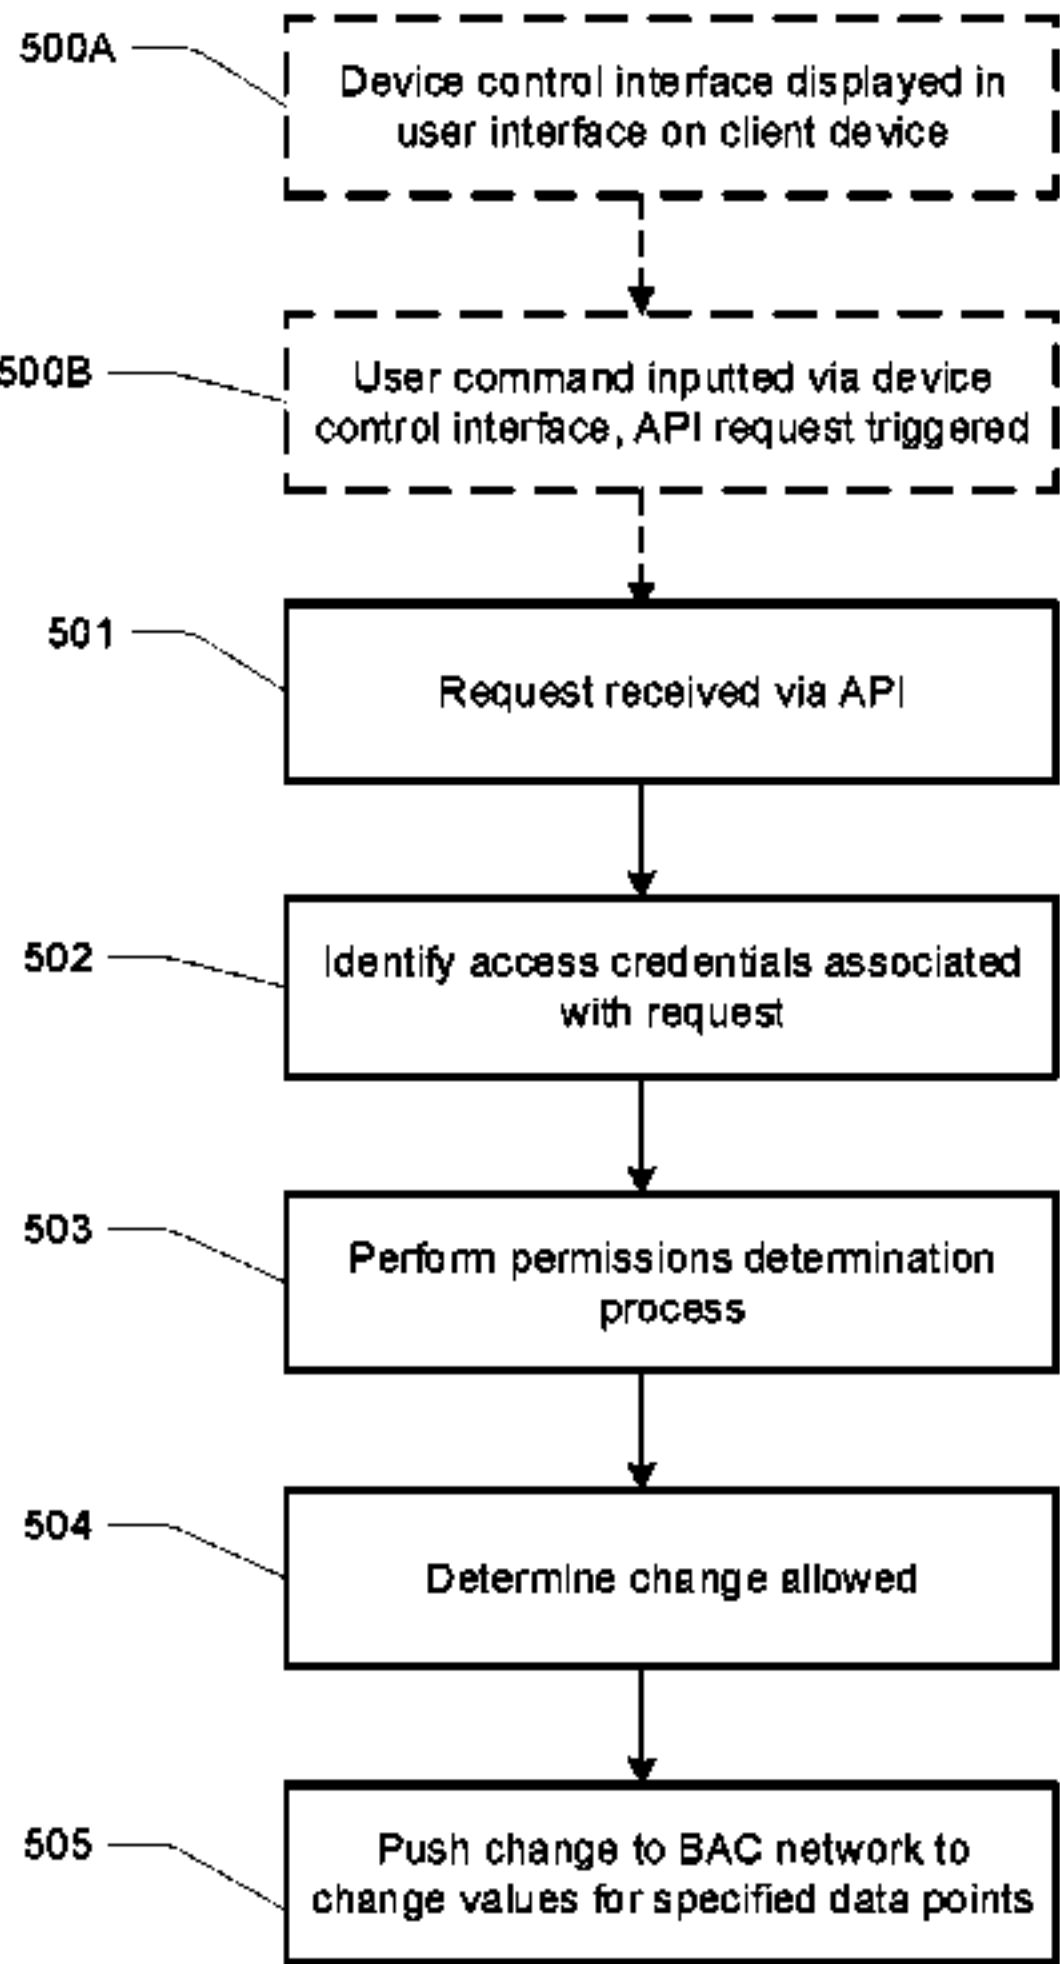 500A
Device control interface displayed in
user interface on client device
500B
User command inputted via device
control interface, API request triggered
501
Request received via API
502
Identify access credentials associated
with request
503
Perform permissions determination
process
504
Determine change allowed
505
Push change to BAC network to
change values for specified data points